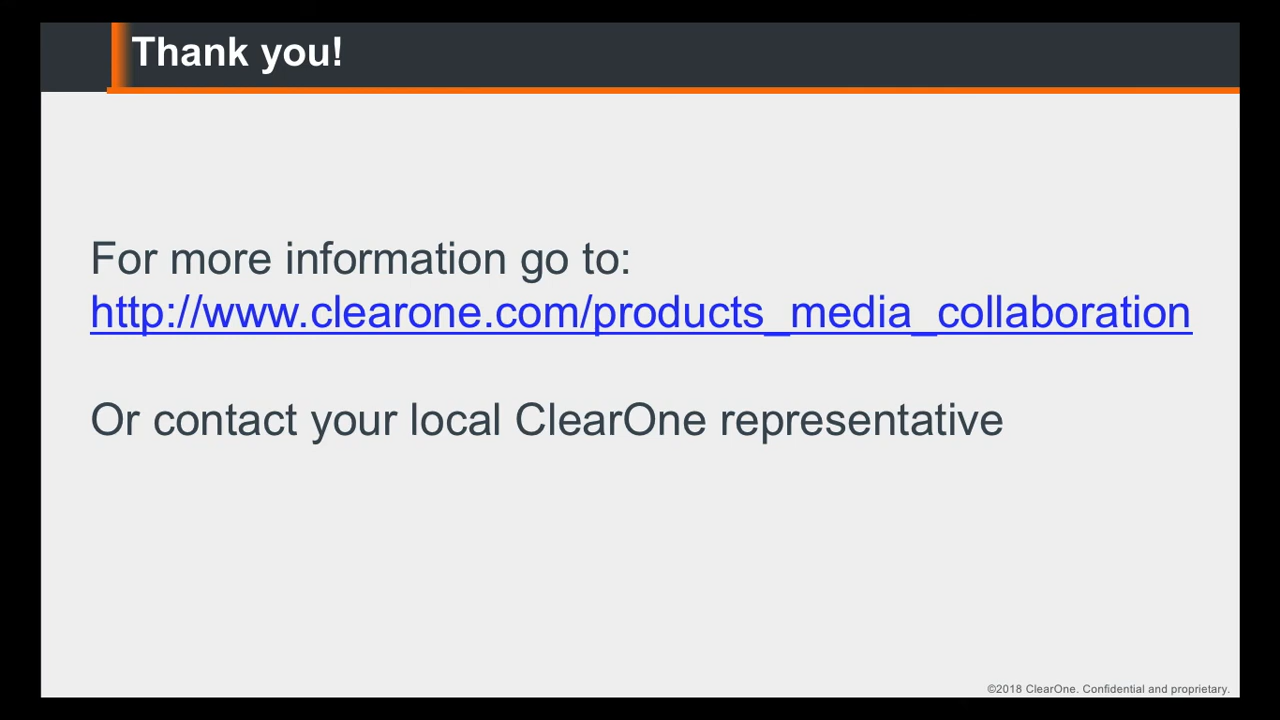 Thank you!
For more information go to:
http://www.clearone.com/products_media_collaboration
Or contact your local ClearOne representative
©2018 ClearOne. Confidential and proprietary.